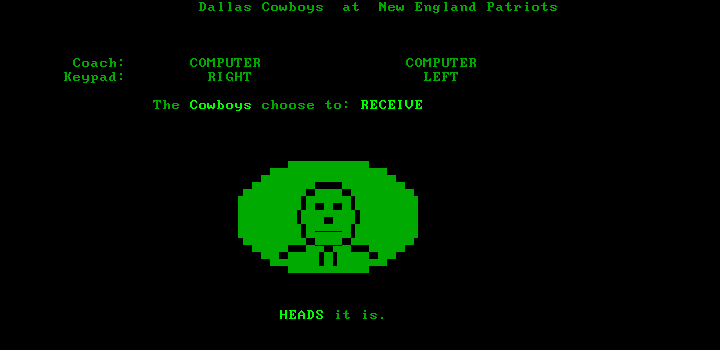 Dallas Cowboys at New England Patriots
Coach: COMPUTER COMPUTER
Keypad: RIGHT LEFT
The Cowboys choose to: RECEIVE
HEADS it is.